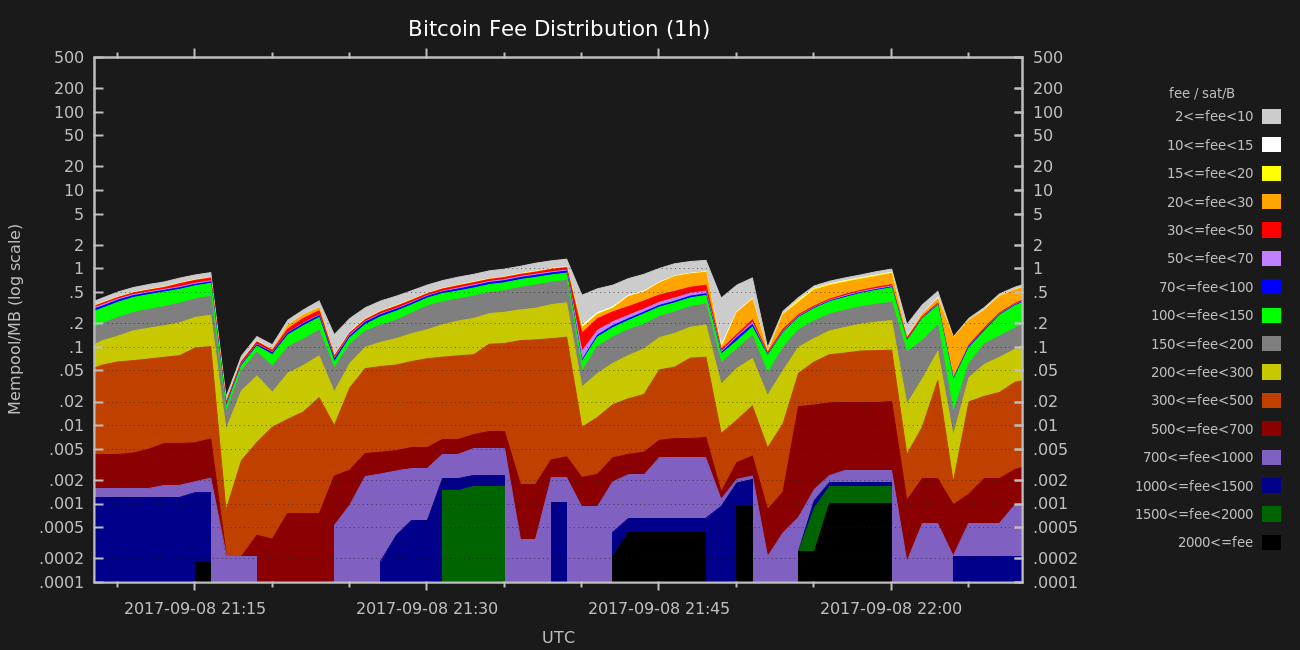 Bitcoin Fee Distribution (1h)
Mempool/MB (log scale)
500
200
100
50
20
10
5
2
1
.5
.2
.1
.05
.02
.01
.005
.002
.001
.0005
.0002
.0001
500
200
100
50
20
10
5
2
1
.5
.2
.1
.05
.02
.01
.005
.002
.001
.0005
.0002
.0001
2017-09-08 21:15
2017-09-08 21:30
2017-09-08 21:45
2017-09-08 22:00
UTC
fee / sat/B
2<=fee<10
10<=fee<15
15<=fee<20
20<=fee<30
30<=fee<50
50<=fee<70
70<=fee<100
100<=fee<150
150<=fee<200
200<=fee<300
300<=fee<500
500<=fee<700
700<=fee<1000
1000<=fee<1500
1500<=fee<2000
2000<=fee